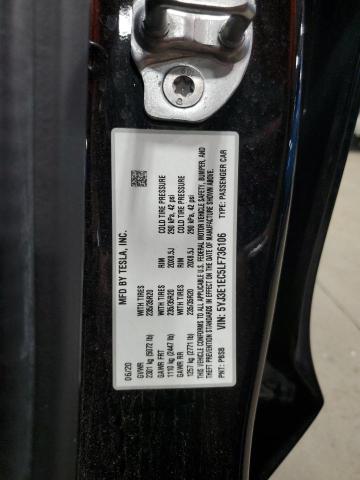 MFG BY TESLA, INC.
06/20
GVWR
2301 kg (5072 lb)
GAWR FRT WITH TIRES RIM COLD TIRE PRESSURE
1110 kg (2447 lb) 235/35R20 20X8.5J 290 kPa, 42 psi
GAWR RR WITH TIRES RIM COLD TIRE PRESSURE
1257 kg (2771 lb) 235/35R20 20X8.5J 290 kPa, 42 psi
THIS VEHICLE CONFORMS TO ALL APPLICABLE U.S. FEDERAL MOTOR VEHICLE SAFETY, BUMPER, AND
THEFT PREVENTION STANDARDS IN EFFECT ON THE DATE OF MANUFACTURE SHOWN ABOVE.
VIN: 5YJ3E1EC5LF736106 TYPE: PASSENGER CAR
PNT: PBSB